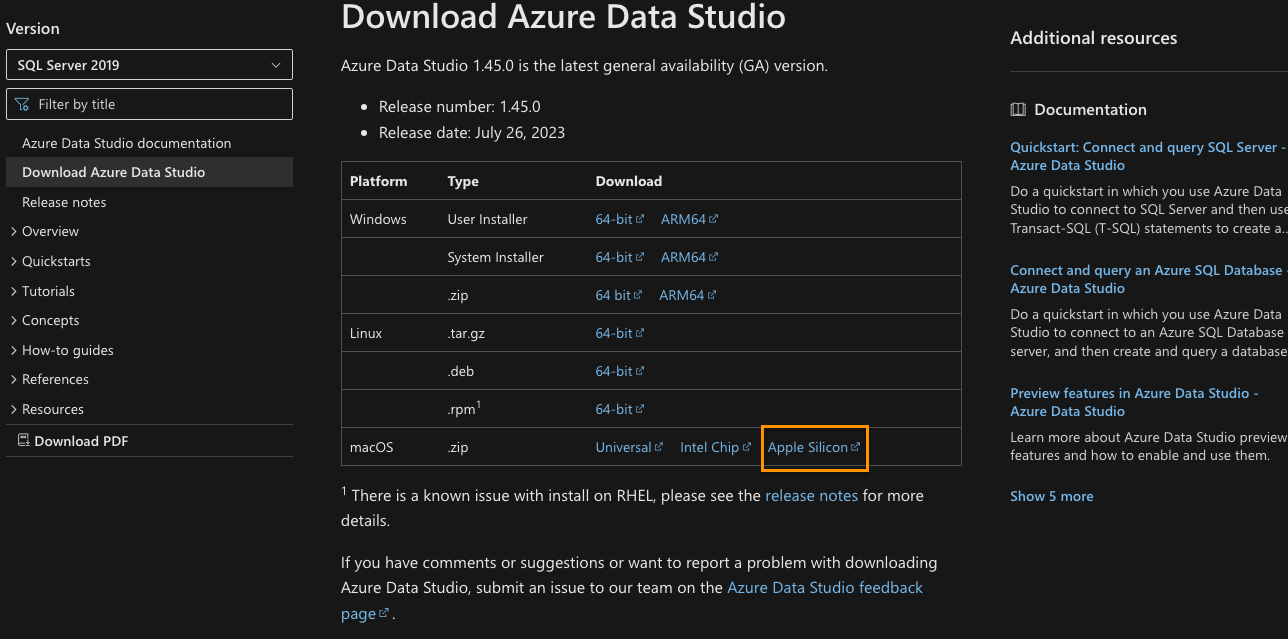 Version
SQL Server 2019
Filter by title
Azure Data Studio documentation
Download Azure Data Studio
Release notes
Overview
Quickstarts
Tutorials
Concepts
How-to guides
References
Resources
Download PDF
Download Azure Data Studio
Azure Data Studio 1.45.0 is the latest general availability (GA) version.
• Release number: 1.45.0
• Release date: July 26, 2023
Platform Type Download
Windows User Installer 64-bit ARM64
System Installer 64-bit ARM64
.zip 64 bit ARM64
Linux .tar.gz 64-bit
.deb 64-bit
.rpm1 64-bit
macOS .zip Universal Intel Chip Apple Silicon
1 There is a known issue with install on RHEL, please see the release notes for more
details.
If you have comments or suggestions or want to report a problem with downloading
Azure Data Studio, submit an issue to our team on the Azure Data Studio feedback
page .
Additional resources
Documentation
Quickstart: Connect and query SQL Server -
Azure Data Studio
Do a quickstart in which you use Azure Data
Studio to connect to SQL Server and then use
Transact-SQL (T-SQL) statements to create a...
Connect and query an Azure SQL Database -
Azure Data Studio
Do a quickstart in which you use Azure Data
Studio to connect to an Azure SQL Database
server, and then create and query a database
Preview features in Azure Data Studio -
Azure Data Studio
Learn more about Azure Data Studio preview
features and how to enable and use them.
Show 5 more